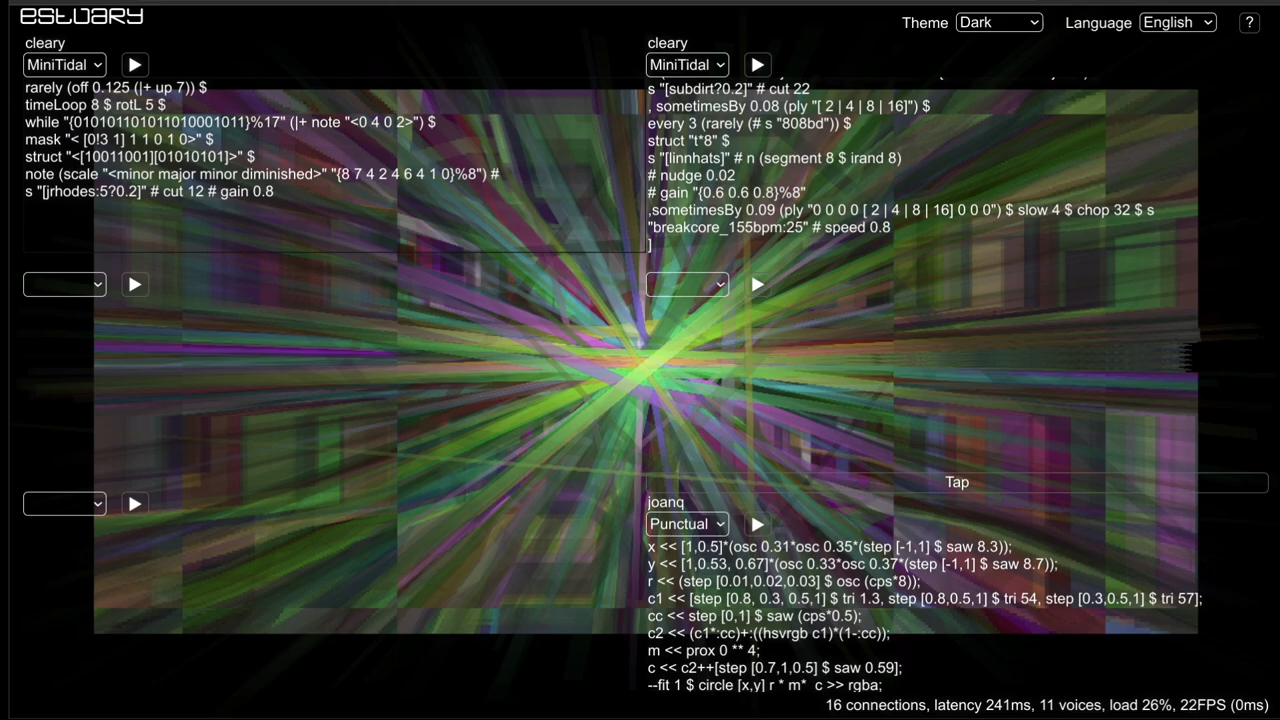 estuary
Theme Dark Language English ?
cleary
MiniTidal
rarely (off 0.125 (|+ up 7)) $
timeLoop 8 $ rotL 5 $
while "{010101101011010001011}%17" (|+ note "<0 4 0 2>") $
mask "< [0!3 1] 1 1 0 1 0>" $
struct "<[10011001][01010101]>" $
note (scale "<minor major minor diminished>" "{8 7 4 2 4 6 4 1 0}%8") #
s "[jrhodes:5?0.2]" # cut 12 # gain 0.8
cleary
MiniTidal
s "[subdirt?0.2]" # cut 22
, sometimesBy 0.08 (ply "[ 2 | 4 | 8 | 16]") $
every 3 (rarely (# s "808bd")) $
struct "t*8" $
s "[linnhats]" # n (segment 8 $ irand 8)
# nudge 0.02
# gain "{0.6 0.6 0.8}%8"
,sometimesBy 0.09 (ply "0 0 0 0 [ 2 | 4 | 8 | 16] 0 0 0") $ slow 4 $ chop 32 $ s
"breakcore_155bpm:25" # speed 0.8
]
Tap
joanq
Punctual
x << [1,0.5]*(osc 0.31*osc 0.35*(step [-1,1] $ saw 8.3));
y << [1,0.53, 0.67]*(osc 0.33*osc 0.37*(step [-1,1] $ saw 8.7));
r << (step [0.01,0.02,0.03] $ osc (cps*8));
c1 << [step [0.8, 0.3, 0.5,1] $ tri 1.3, step [0.8,0.5,1] $ tri 54, step [0.3,0.5,1] $ tri 57];
cc << step [0,1] $ saw (cps*0.5);
c2 << (c1*:cc)+:((hsvrgb c1)*(1-:cc));
m << prox 0 ** 4;
c << c2++[step [0.7,1,0.5] $ saw 0.59];
--fit 1 $ circle [x,y] r * m*  c >> rgba;
16 connections, latency 241ms, 11 voices, load 26%, 22FPS (0ms)